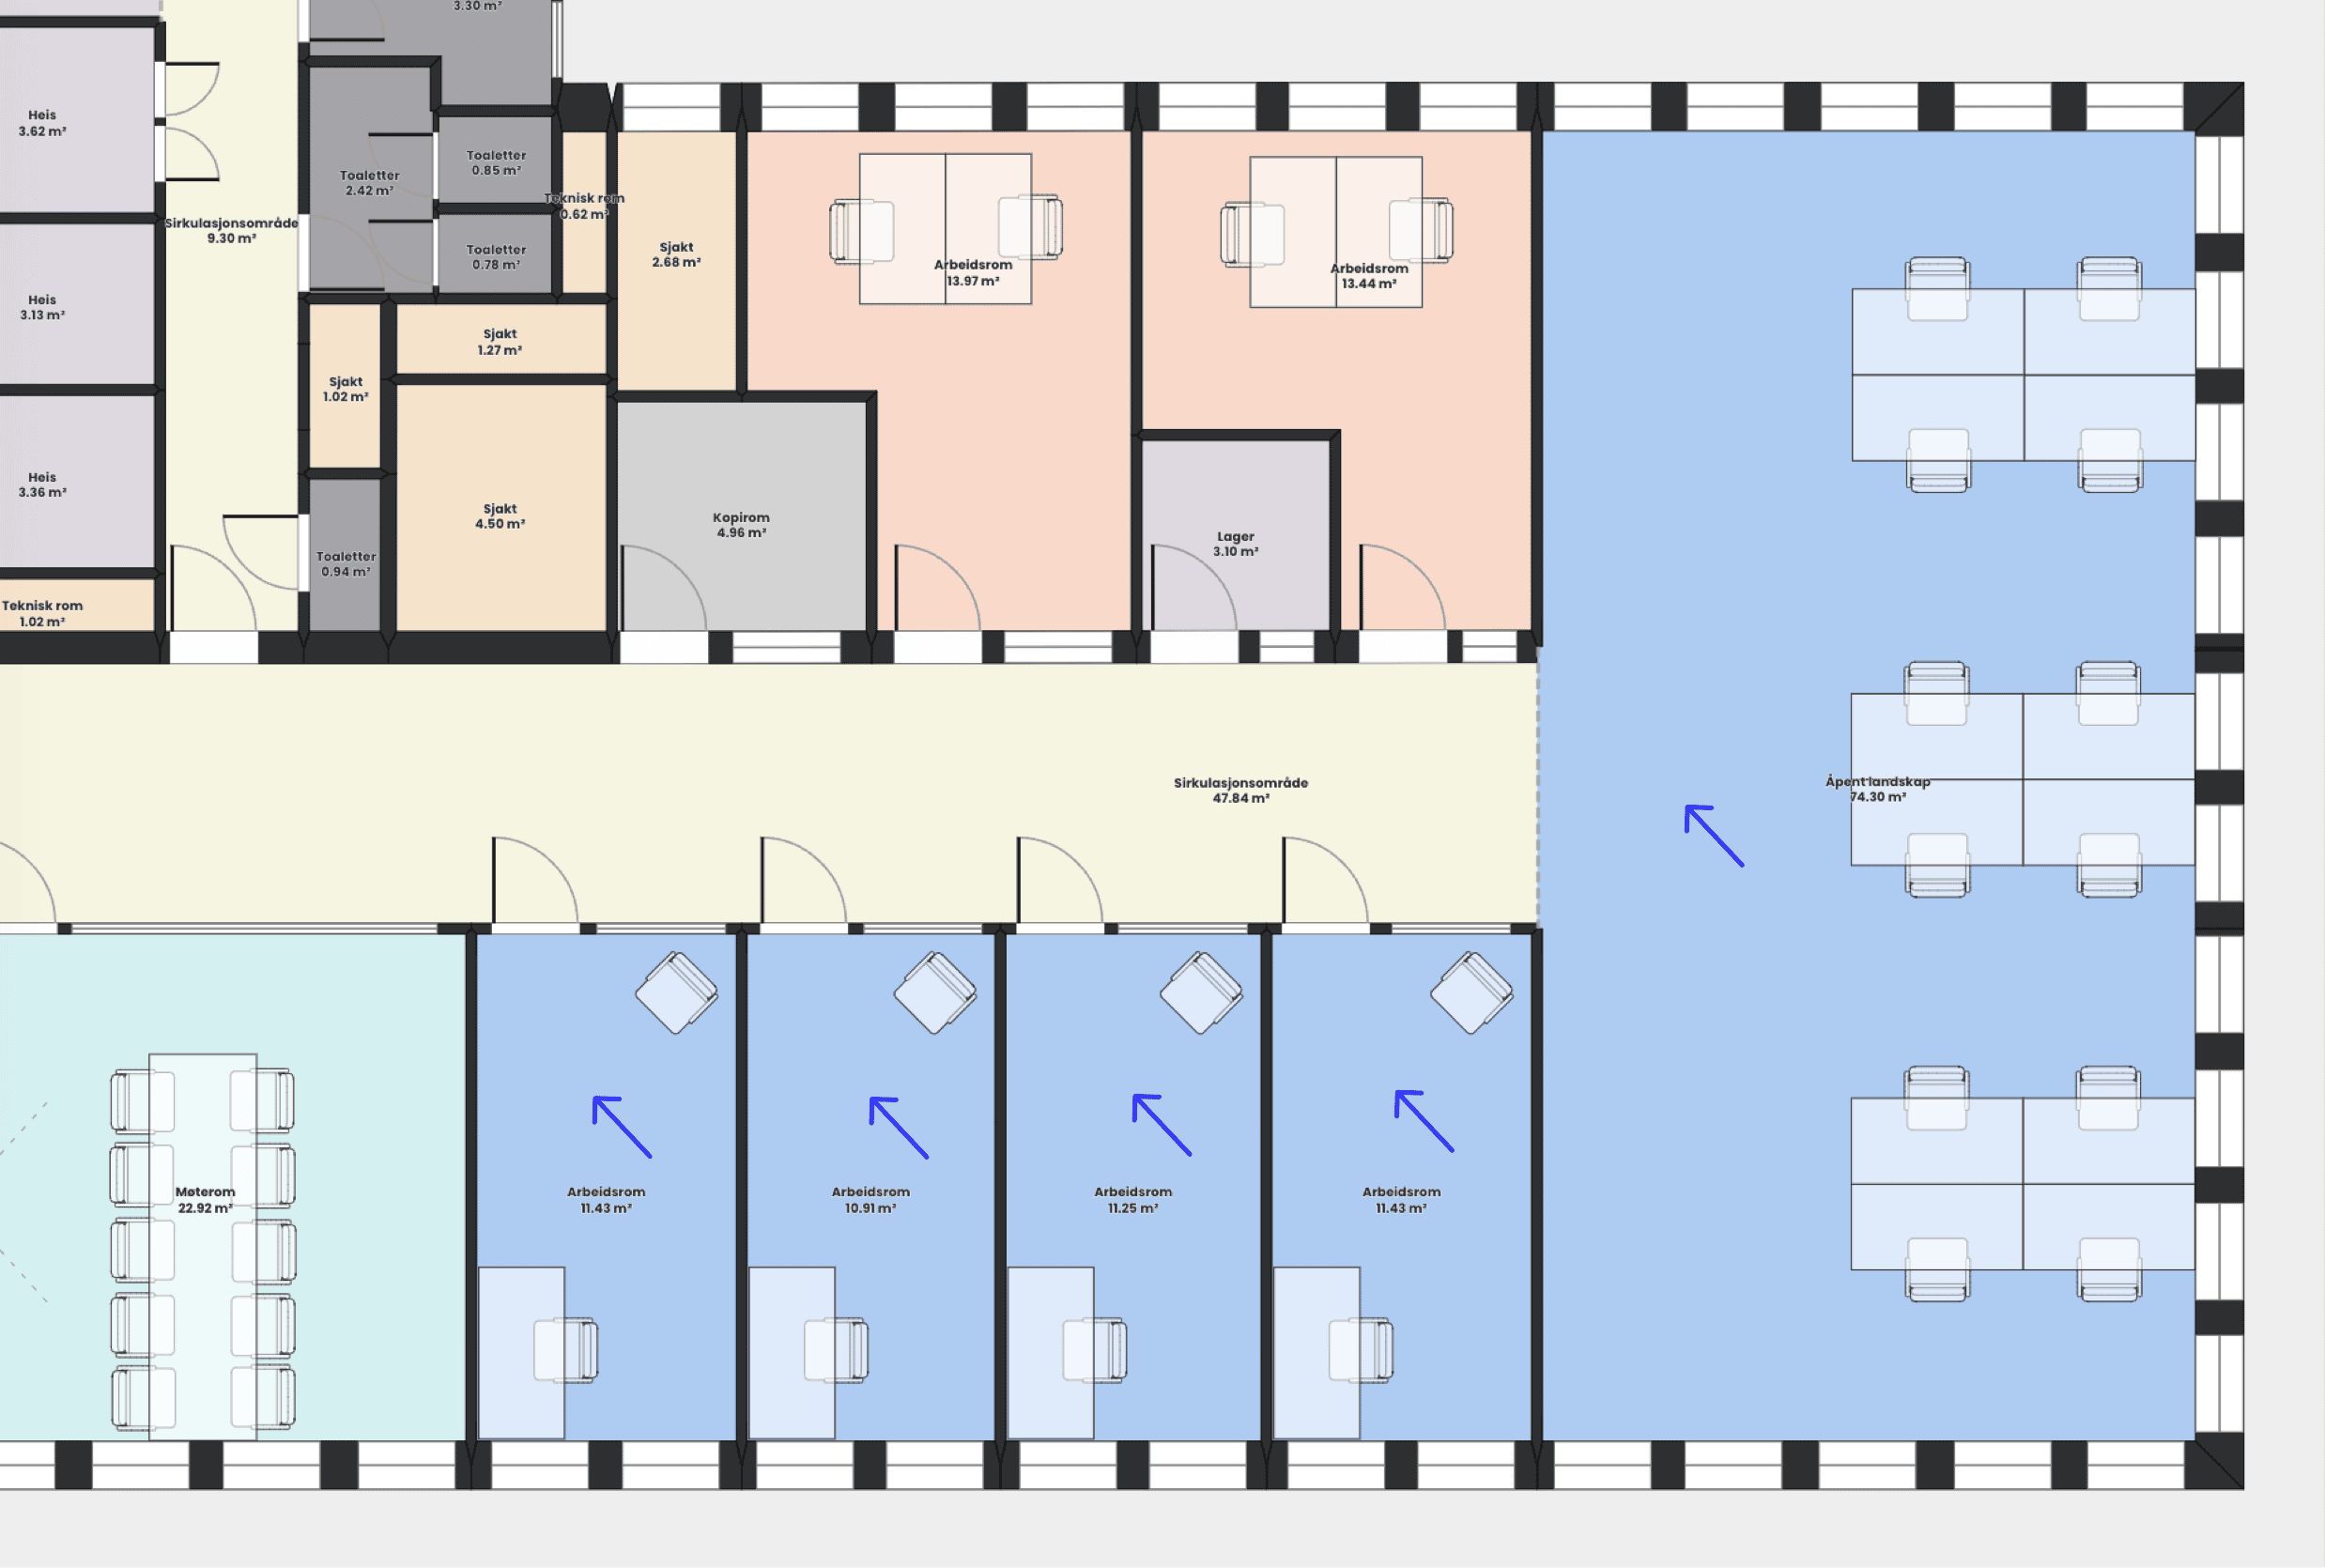 3.30 m²
Heis
3.62 m²
Toaletter
0.85 m²
Toaletter
2.42 m²
Teknisk rom
0.62 m²
Sirkulasjonsområde
9.30 m²
Toaletter
0.78 m²
Sjakt
2.68 m²
Arbeidsrom
13.97 m²
Arbeidsrom
13.44 m²
Heis
3.13 m²
Sjakt
1.27 m²
Sjakt
1.02 m²
Heis
3.36 m²
Sjakt
4.50 m²
Kopirom
4.96 m²
Lager
3.10 m²
Toaletter
0.94 m²
Teknisk rom
1.02 m²
Sirkulasjonsområde
47.84 m²
Åpent landskap
74.30 m²
Møterom
22.92 m²
Arbeidsrom
11.43 m²
Arbeidsrom
10.91 m²
Arbeidsrom
11.25 m²
Arbeidsrom
11.43 m²